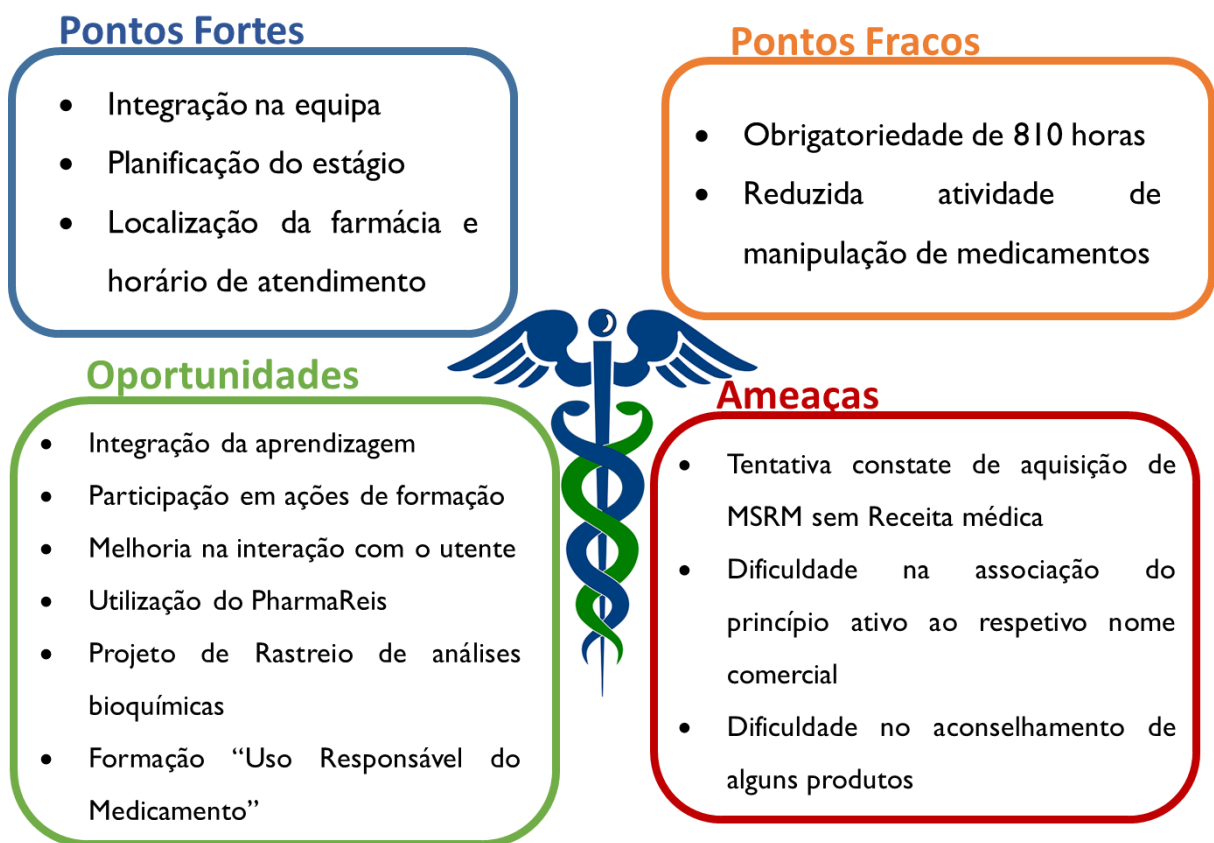 Pontos Fortes
• Integração na equipa
• Planificação do estágio
• Localização da farmácia e
horário de atendimento
Pontos Fracos
• Obrigatoriedade de 810 horas
• Reduzida atividade de
manipulação de medicamentos
Oportunidades
• Integração da aprendizagem
• Participação em ações de formação
• Melhoria na interação com o utente
• Utilização do PharmaReis
• Projeto de Rastreio de análises
bioquímicas
• Formação “Uso Responsável do
Medicamento”
Ameaças
• Tentativa constate de aquisição de
MSRM sem Receita médica
• Dificuldade na associação do
princípio ativo ao respetivo nome
comercial
• Dificuldade no aconselhamento de
alguns produtos